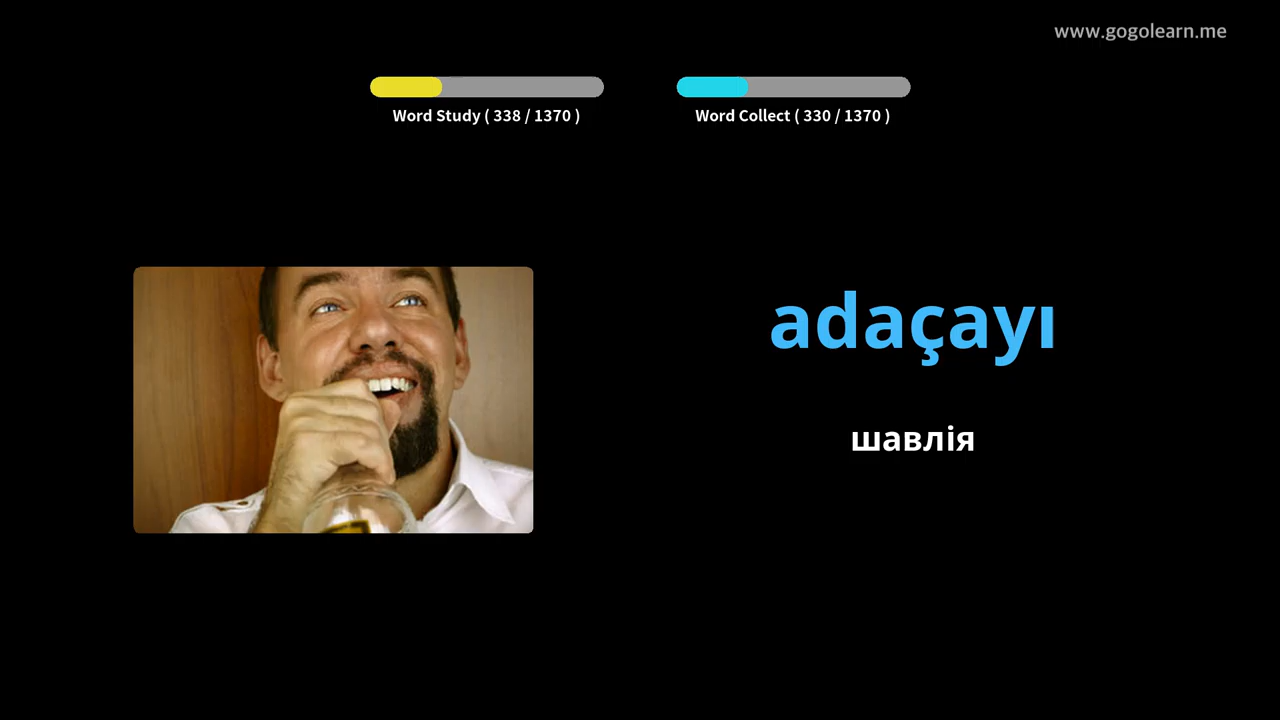 www.gogolearn.me
Word Study ( 338 / 1370 )
Word Collect ( 330 / 1370 )
adaçayı
шавлія